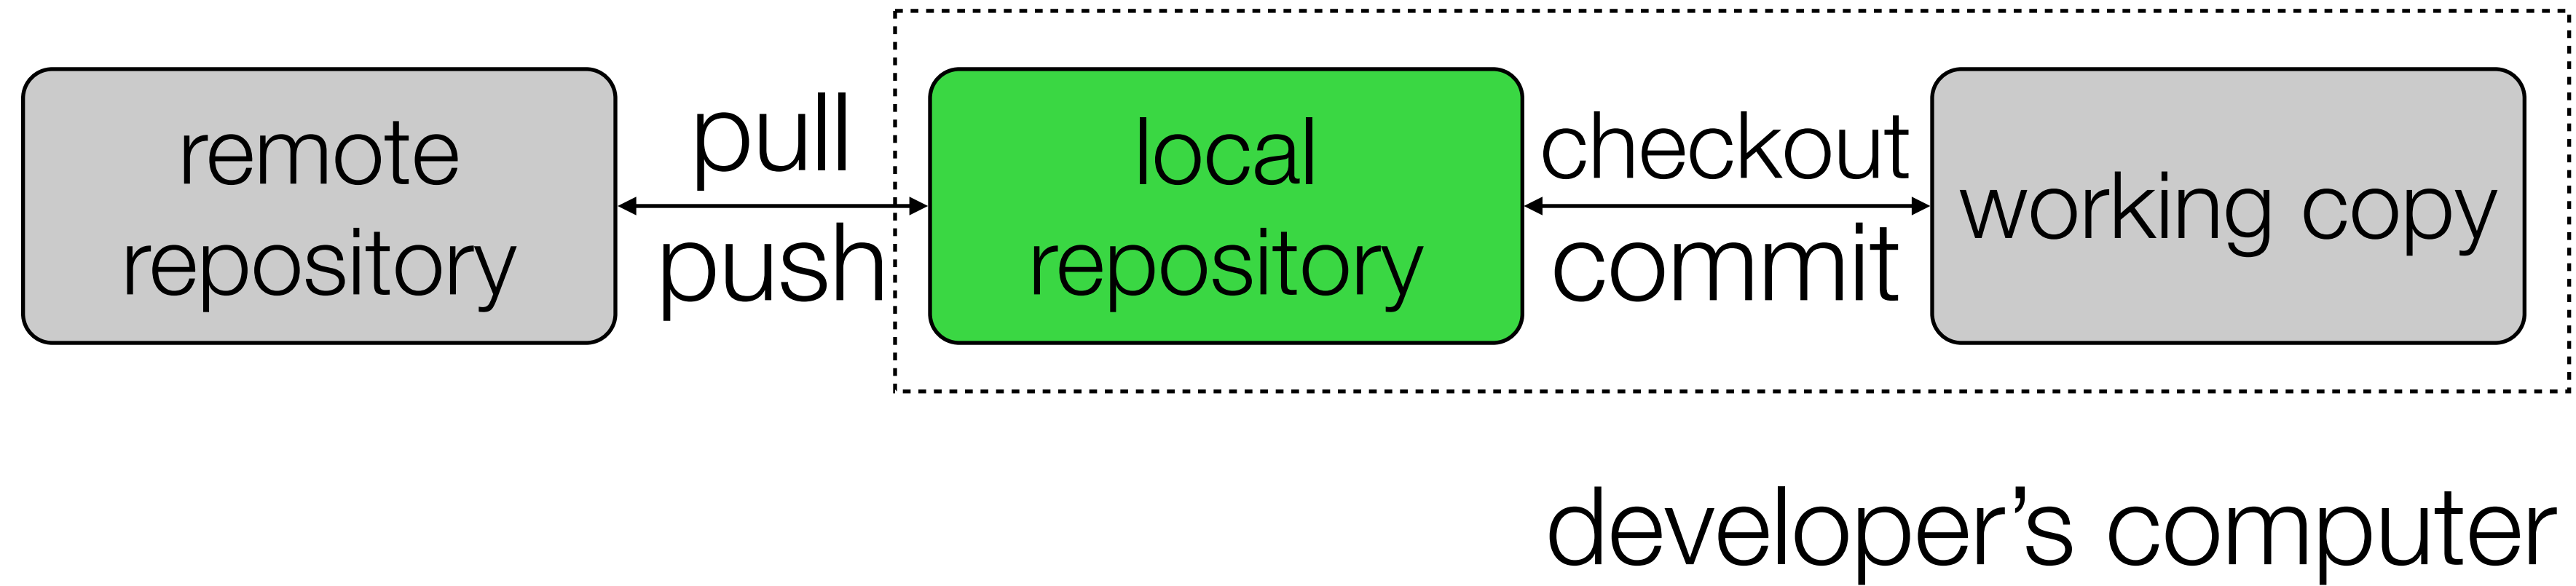 remote
repository
pull
push
local
repository
checkout
commit
working copy
developer’s computer